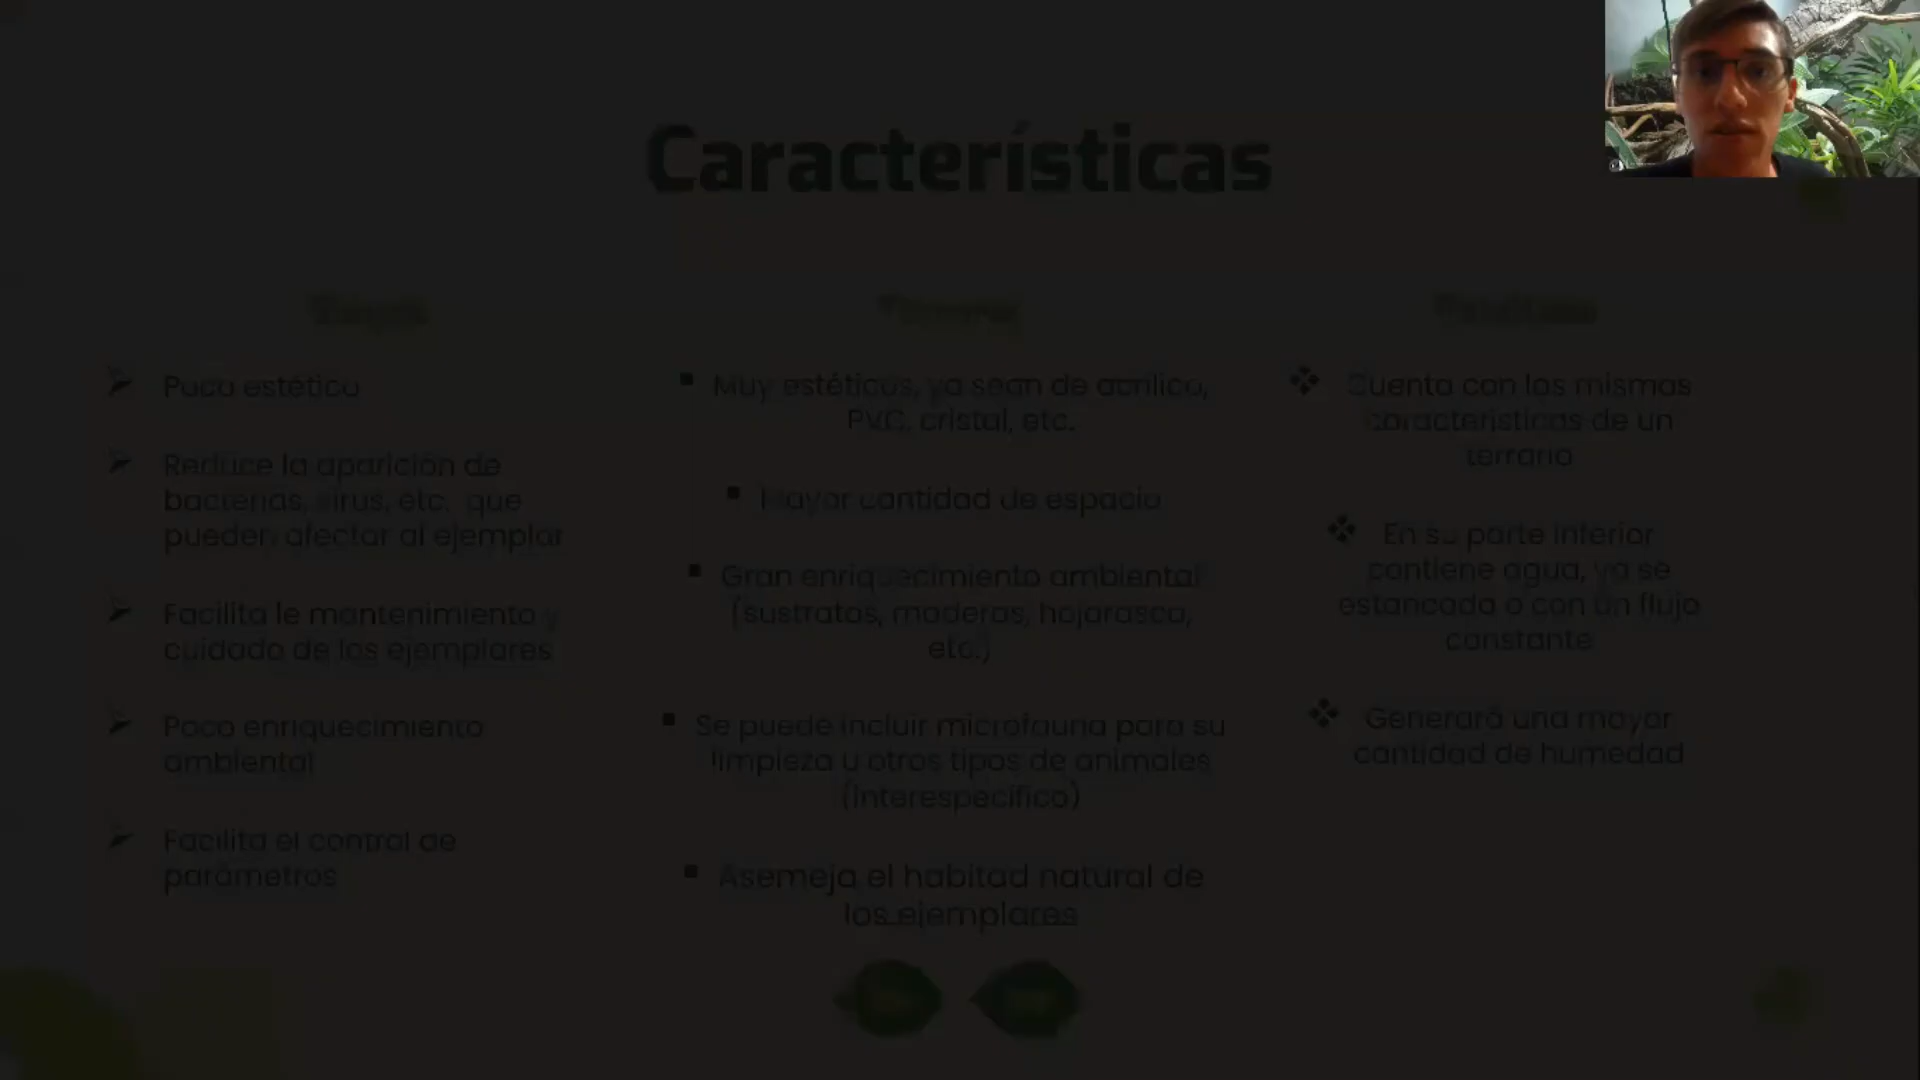 Características
Poco estético
Reduce la aparición de
bacterias, virus, etc. que
pueden afectar al ejemplar
Facilita le mantenimiento y
cuidado de los ejemplares
Poco enriquecimiento
ambiental
Facilita el control de
parámetros
Muy estéticos, ya sean de acrílico,
PVC, cristal, etc.
Mayor cantidad de espacio
Gran enriquecimiento ambiental
(sustratos, maderas, hojarasca,
etc.)
Se puede incluir microfauna para su
limpieza u otros tipos de animales
(Interespecífico)
Asemeja el habitad natural de
los ejemplares
Cuenta con las mismas
características de un
terrario
En su parte inferior
contiene agua, ya se
estancada o con un flujo
constante
Generará una mayor
cantidad de humedad